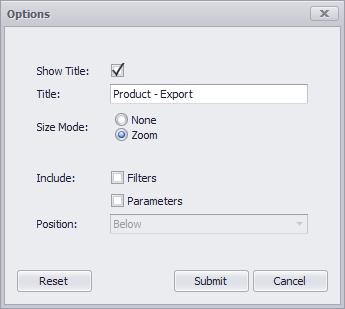 Options
Show Title:
Title: Product - Export
Size Mode: None
Zoom
Include: Filters
Parameters
Position: Below
Reset Submit Cancel